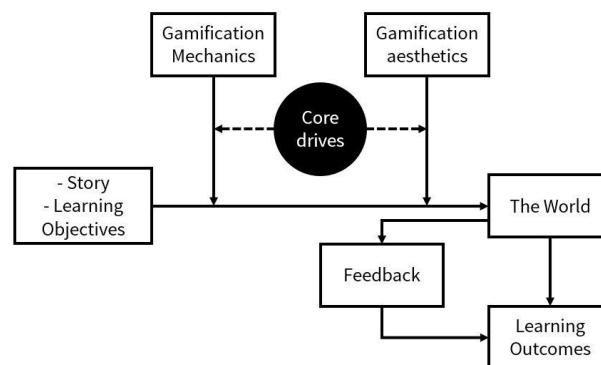 Gamification
Mechanics
Gamification
aesthetics
Core
drives
- Story
- Learning
Objectives
The World
Feedback
Learning
Outcomes